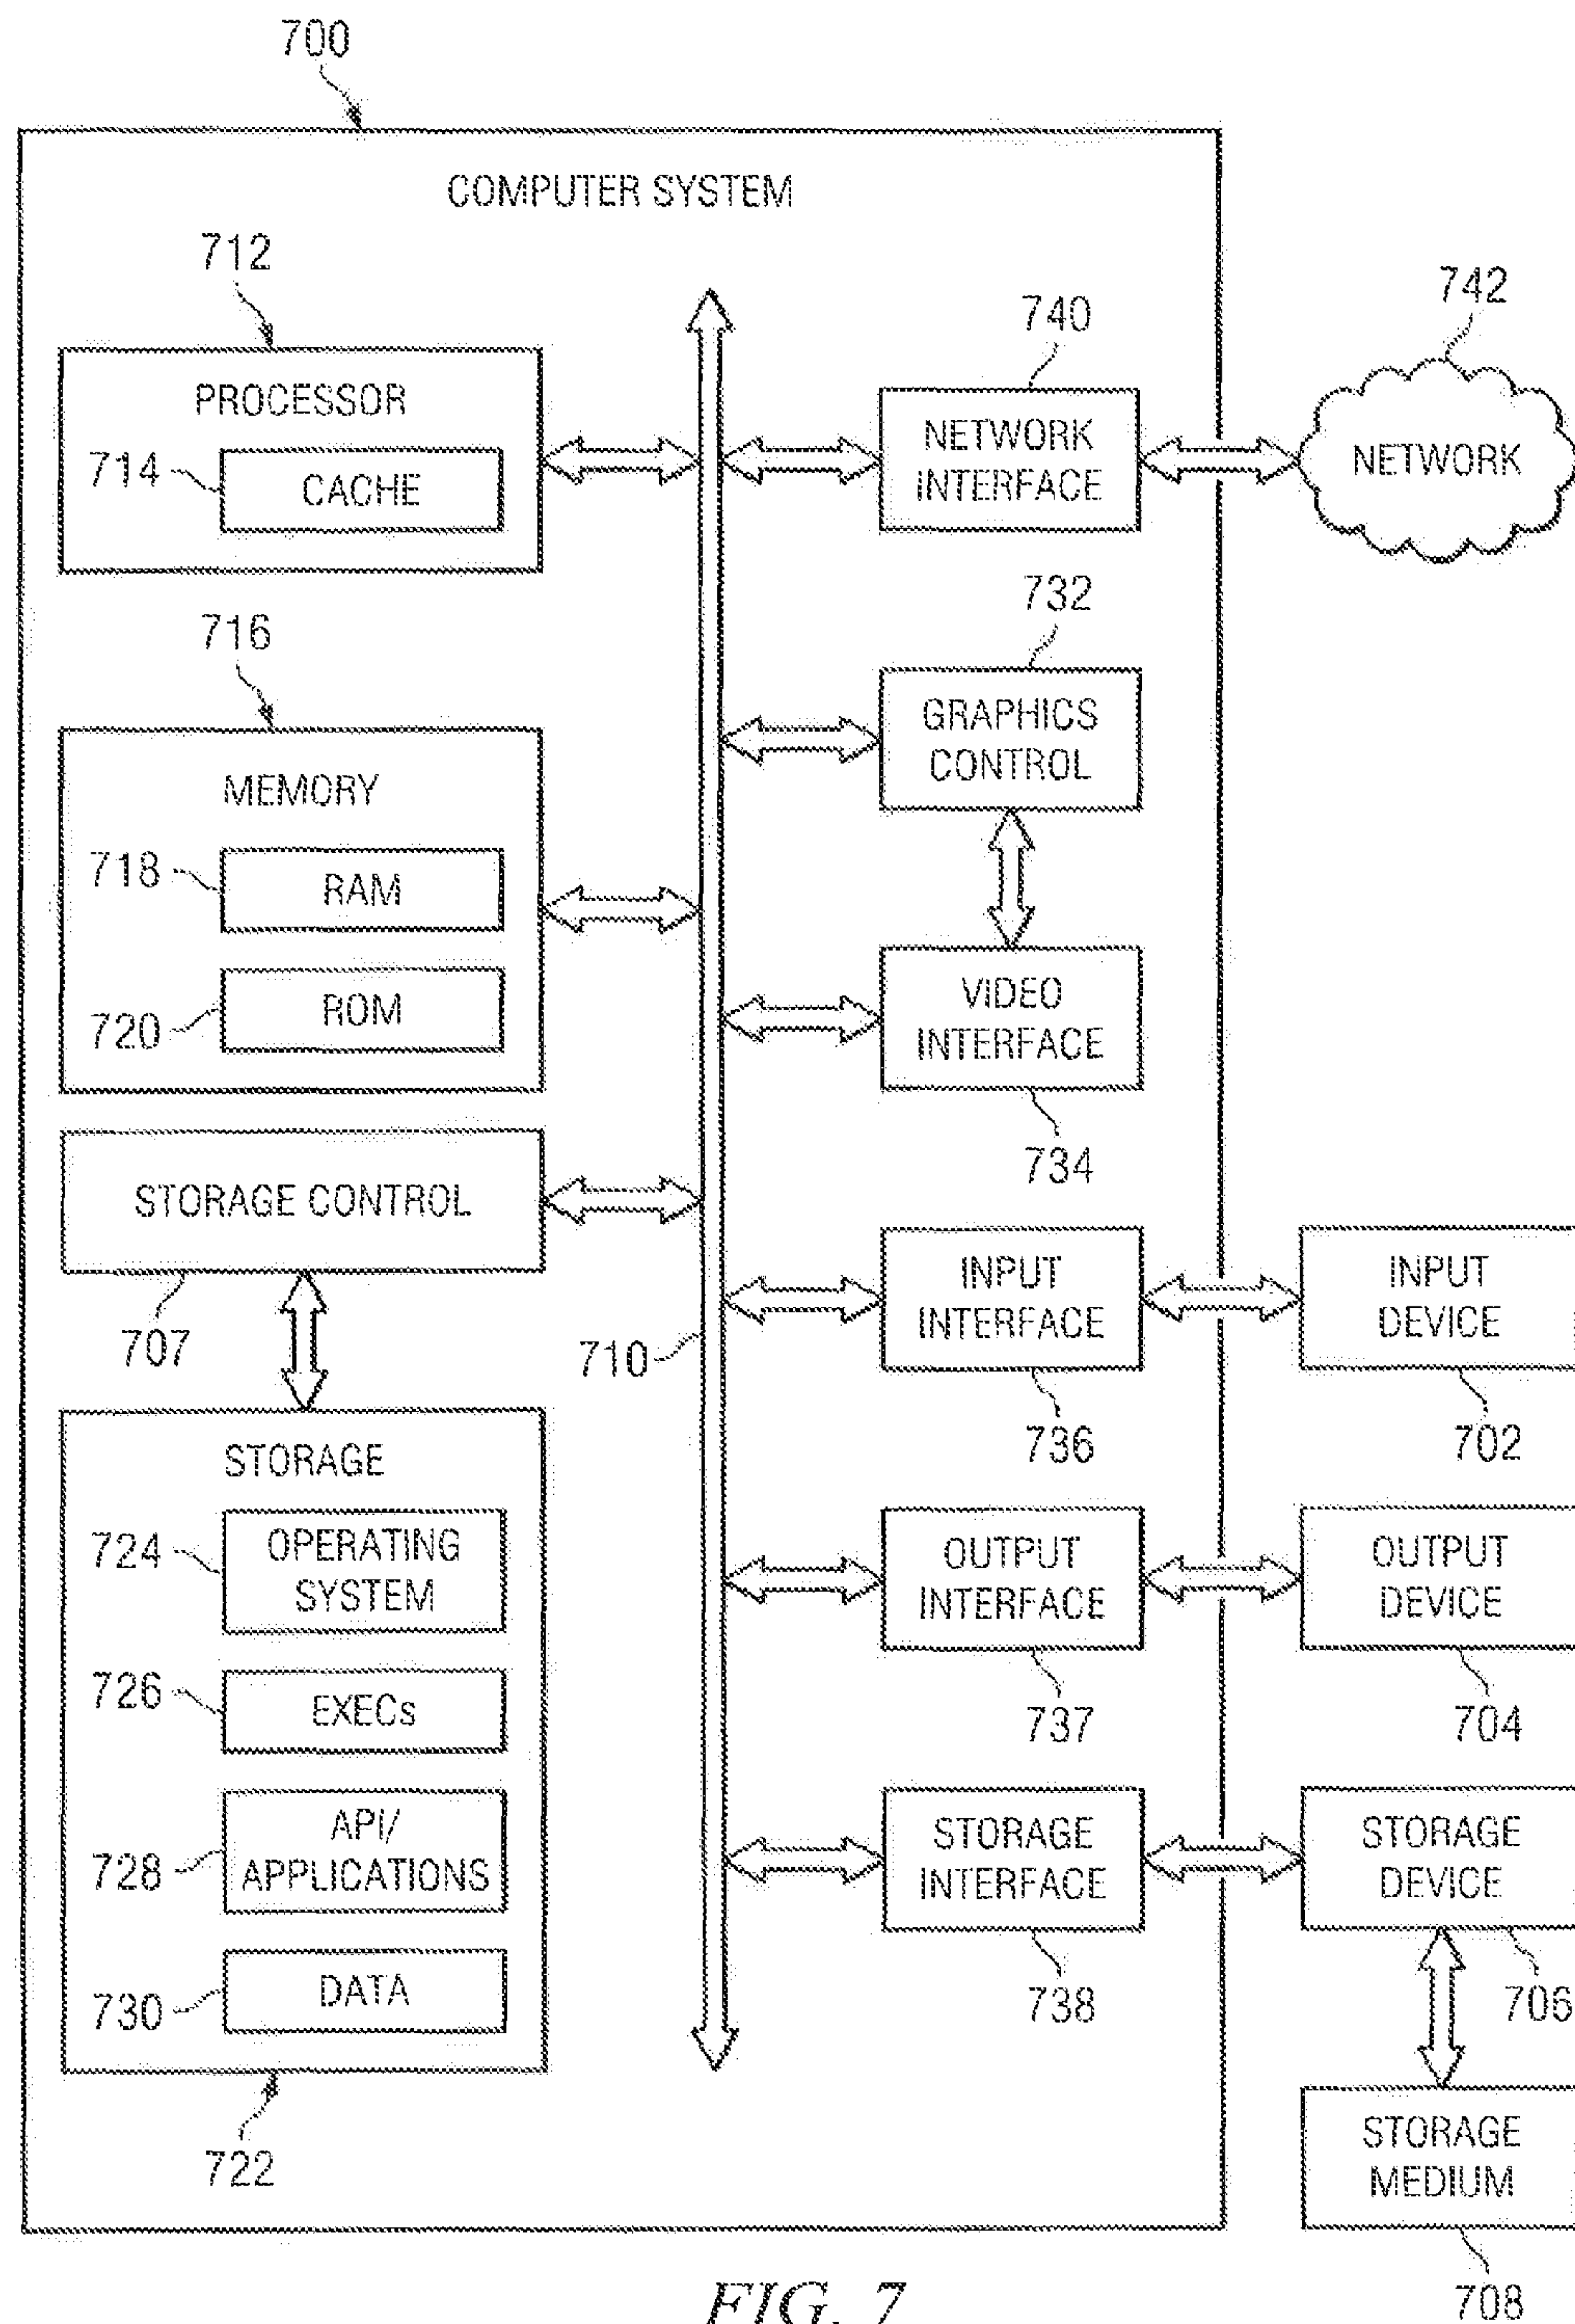 700
COMPUTER SYSTEM
712
PROCESSOR
714
CACHE
716
MEMORY
718
RAM
720
ROM
STORAGE CONTROL
707
STORAGE
724
OPERATING
SYSTEM
726
EXECs
728
API/
APPLICATIONS
730
DATA
722
710
740
NETWORK
INTERFACE
742
NETWORK
732
GRAPHICS
CONTROL
VIDEO
INTERFACE
734
INPUT
INTERFACE
736
INPUT
DEVICE
702
OUTPUT
INTERFACE
737
OUTPUT
DEVICE
704
STORAGE
INTERFACE
738
STORAGE
DEVICE
706
STORAGE
MEDIUM
708
FIG. 7